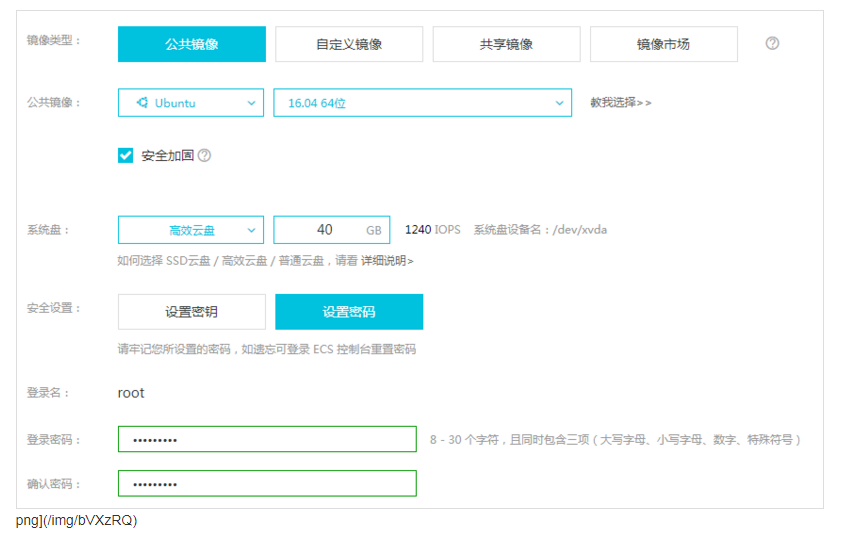 镜像类型： 公共镜像 自定义镜像 共享镜像 镜像市场 ?
公共镜像： Ubuntu 16.04 64位 教我选择>>
安全加固 ?
系统盘： 高效云盘 40 GB 1240 IOPS 系统盘设备名：/dev/xvda
如何选择 SSD云盘 / 高效云盘 / 普通云盘，请看 详细说明>
安全设置： 设置密钥 设置密码
请牢记您所设置的密码，如遗忘可登录 ECS 控制台重置密码
登录名： root
登录密码： ••••••••• 8 - 30 个字符，且同时包含三项（大写字母、小写字母、数字、特殊符号）
确认密码： •••••••••
png](/img/bVXzRQ)